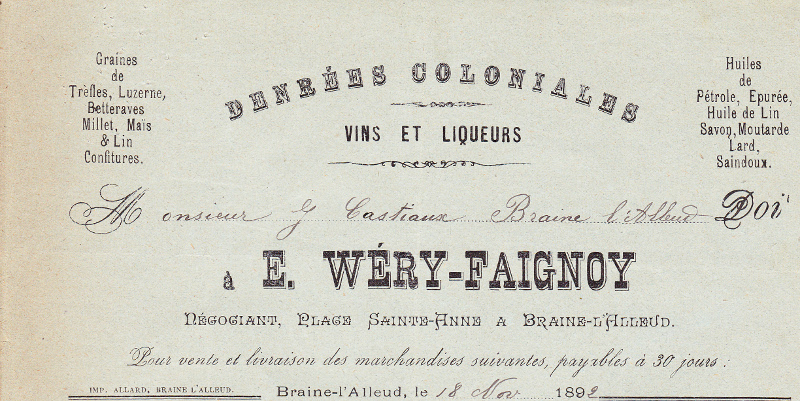 Graines
de
Trèfles, Luzerne,
Betteraves
Millet, Maïs
& Lin
Confitures.
DENRÉES COLONIALES
VINS ET LIQUEURS
Huiles
de
Pétrole, Epurée,
Huile de Lin
Savon, Moutarde
Lard,
Saindoux.
Monsieur J Castiaux Braine l'Alleud Doit
à E. WÉRY-FAIGNOY
NÉGOCIANT, PLACE SAINTE-ANNE A BRAINE-L'ALLEUD.
Pour vente et livraison des marchandises suivantes, payables à 30 jours :
IMP. ALLARD, BRAINE L'ALLEUD. Braine-l'Alleud, le 18 Nov 1892